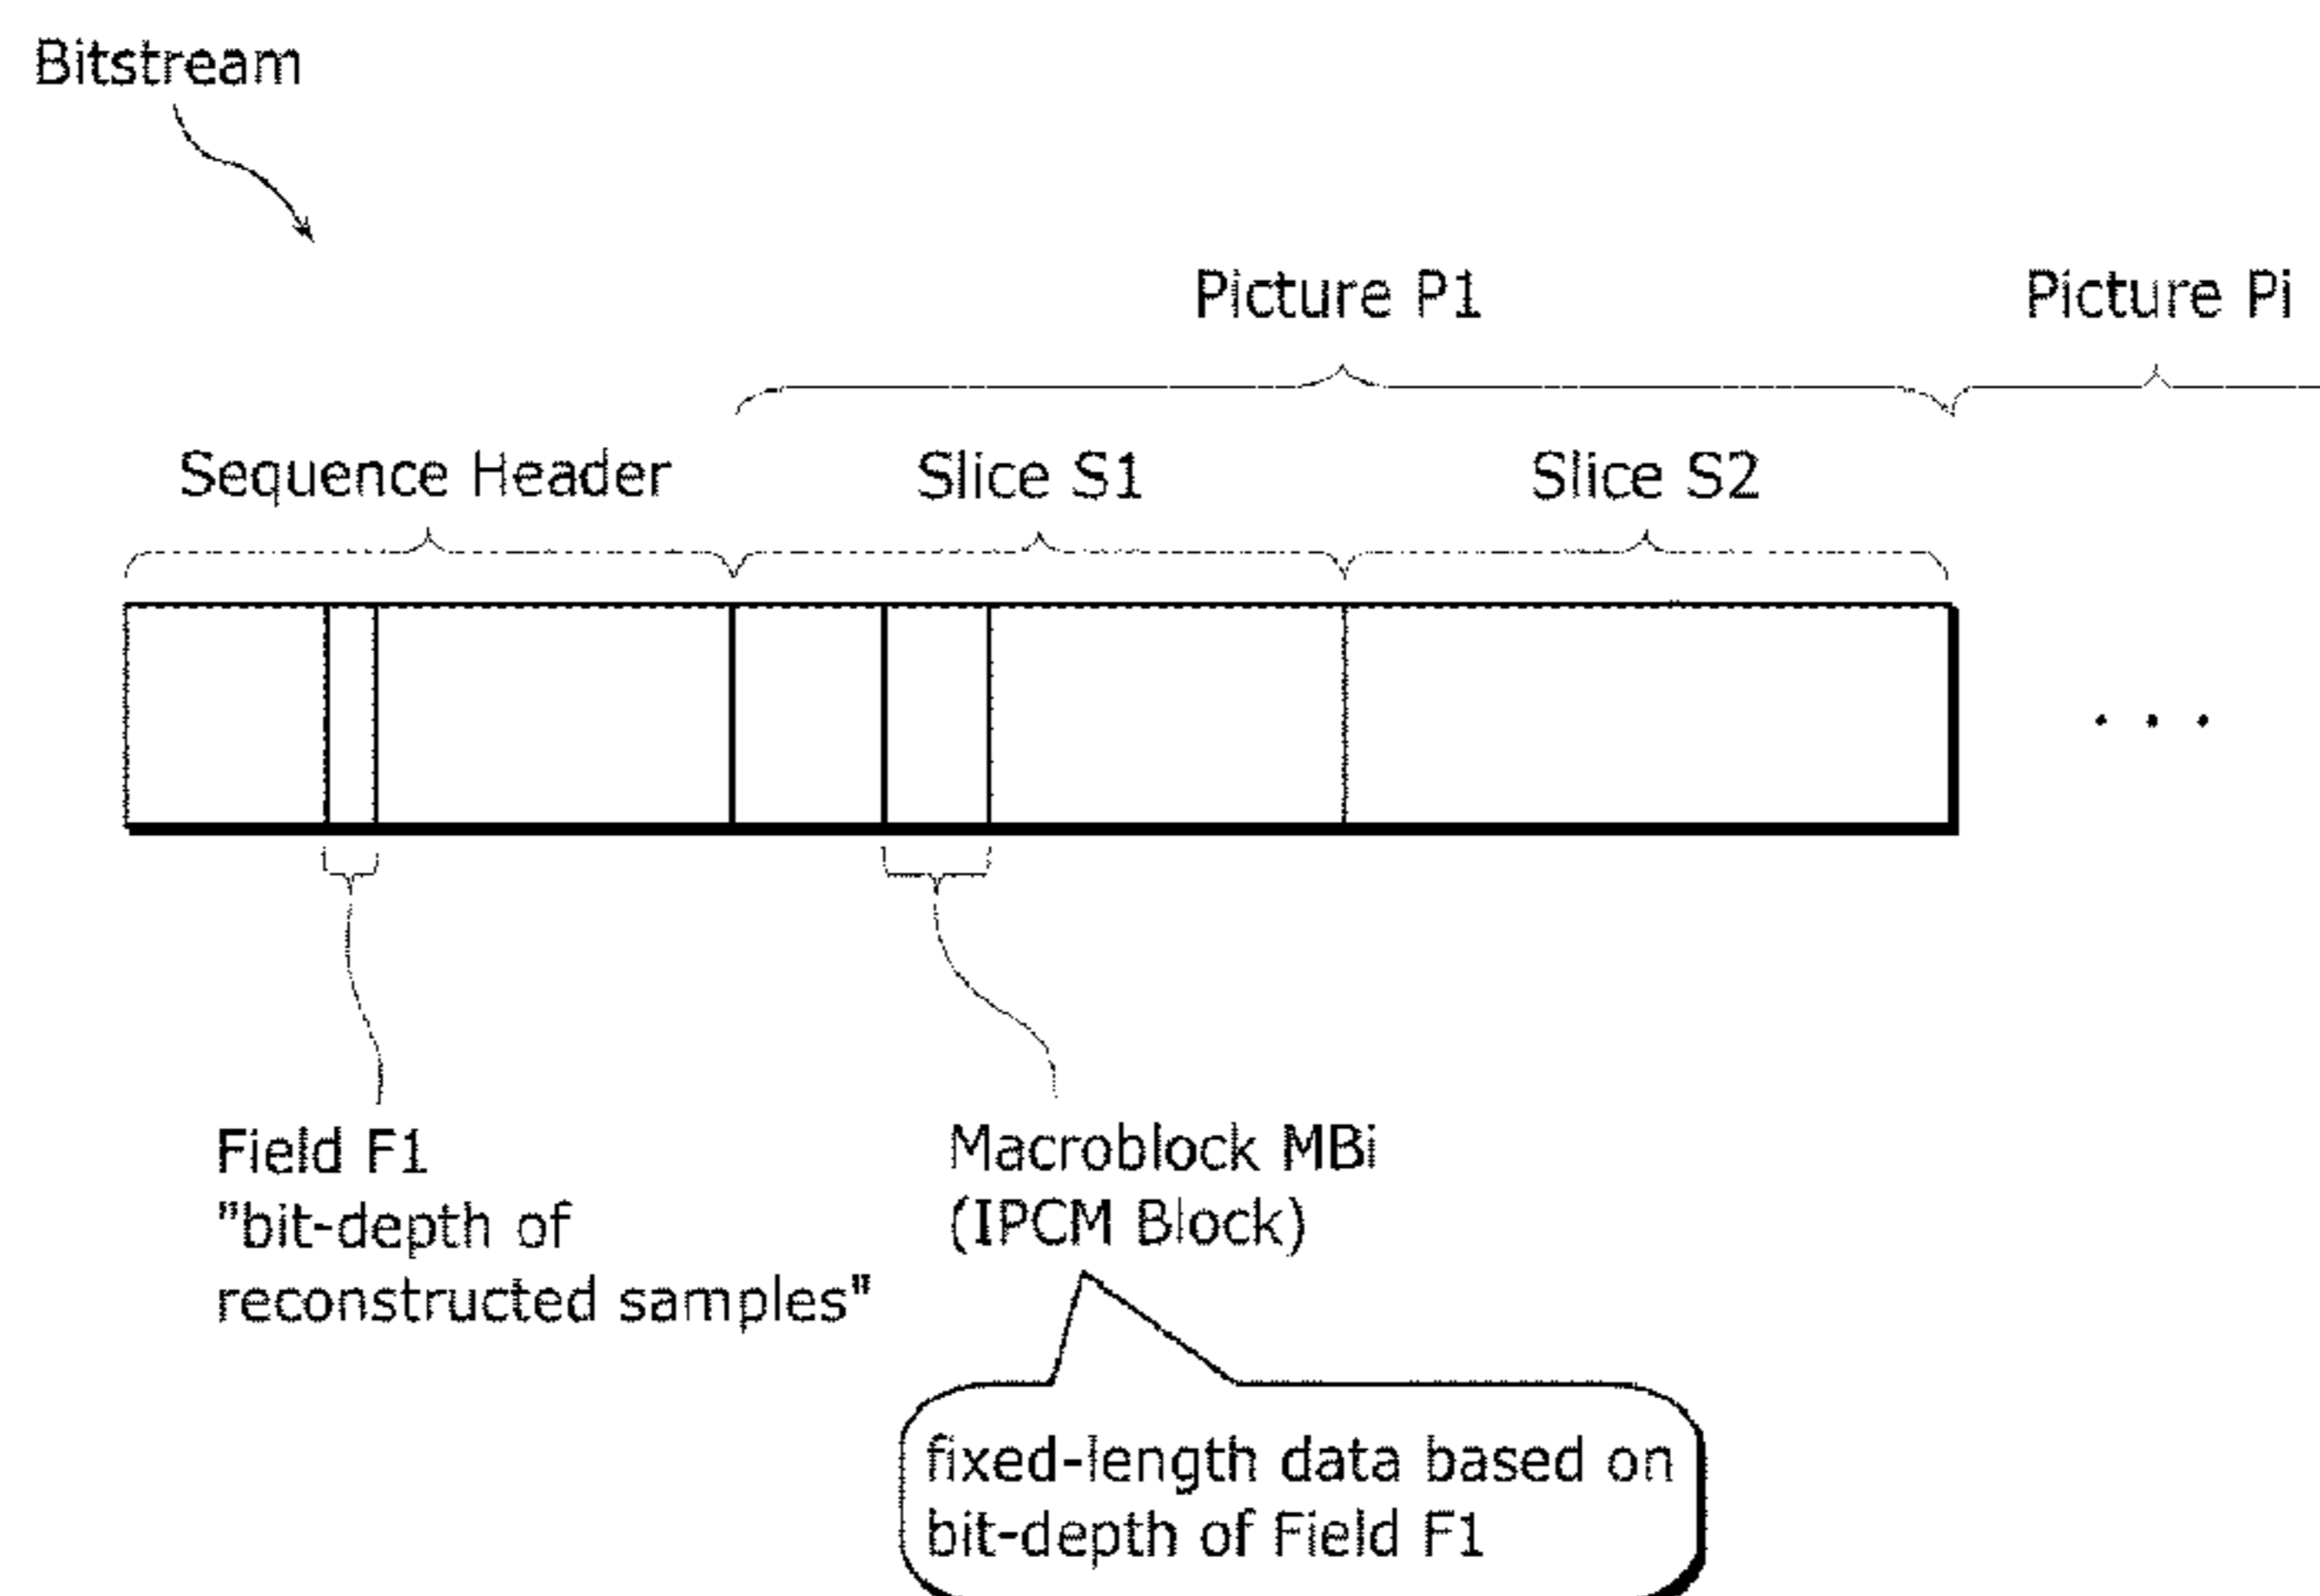 Bitstream
Picture P1
Picture Pi
Sequence Header
Slice S1
Slice S2
. . .
Field F1
"bit-depth of
reconstructed samples"
Macroblock MBi
(IPCM Block)
fixed-length data based on
bit-depth of Field F1